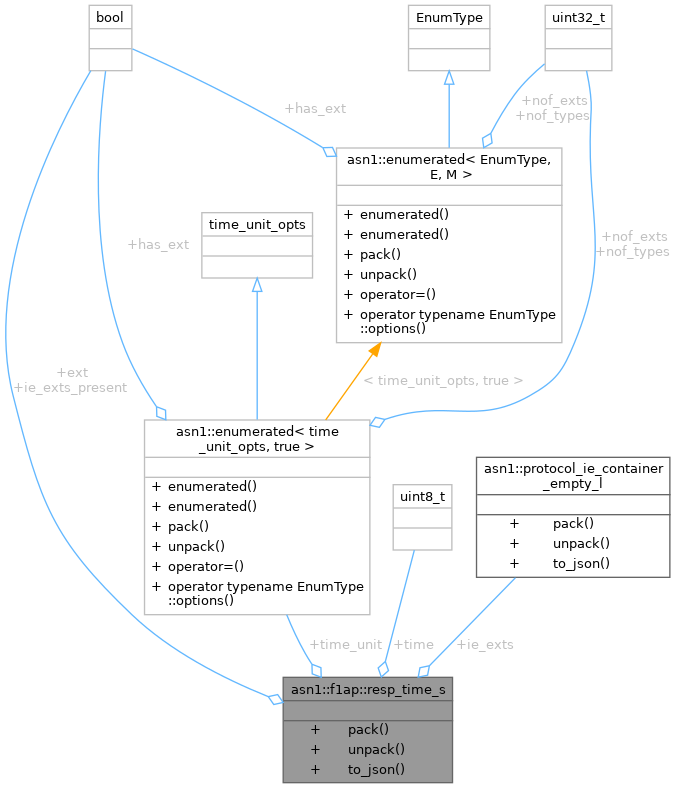 bool
EnumType
uint32_t
+has_ext
+nof_exts
+nof_types
asn1::enumerated< EnumType,
E, M >
+ enumerated()
+ enumerated()
+ pack()
+ unpack()
+ operator=()
+ operator typename EnumType
::options()
time_unit_opts
+has_ext
+nof_exts
+nof_types
+ext
+ie_exts_present
< time_unit_opts, true >
asn1::enumerated< time
_unit_opts, true >
+ enumerated()
+ enumerated()
+ pack()
+ unpack()
+ operator=()
+ operator typename EnumType
::options()
uint8_t
asn1::protocol_ie_container
_empty_l
+ pack()
+ unpack()
+ to_json()
+time_unit
+time
+ie_exts
asn1::f1ap::resp_time_s
+ pack()
+ unpack()
+ to_json()